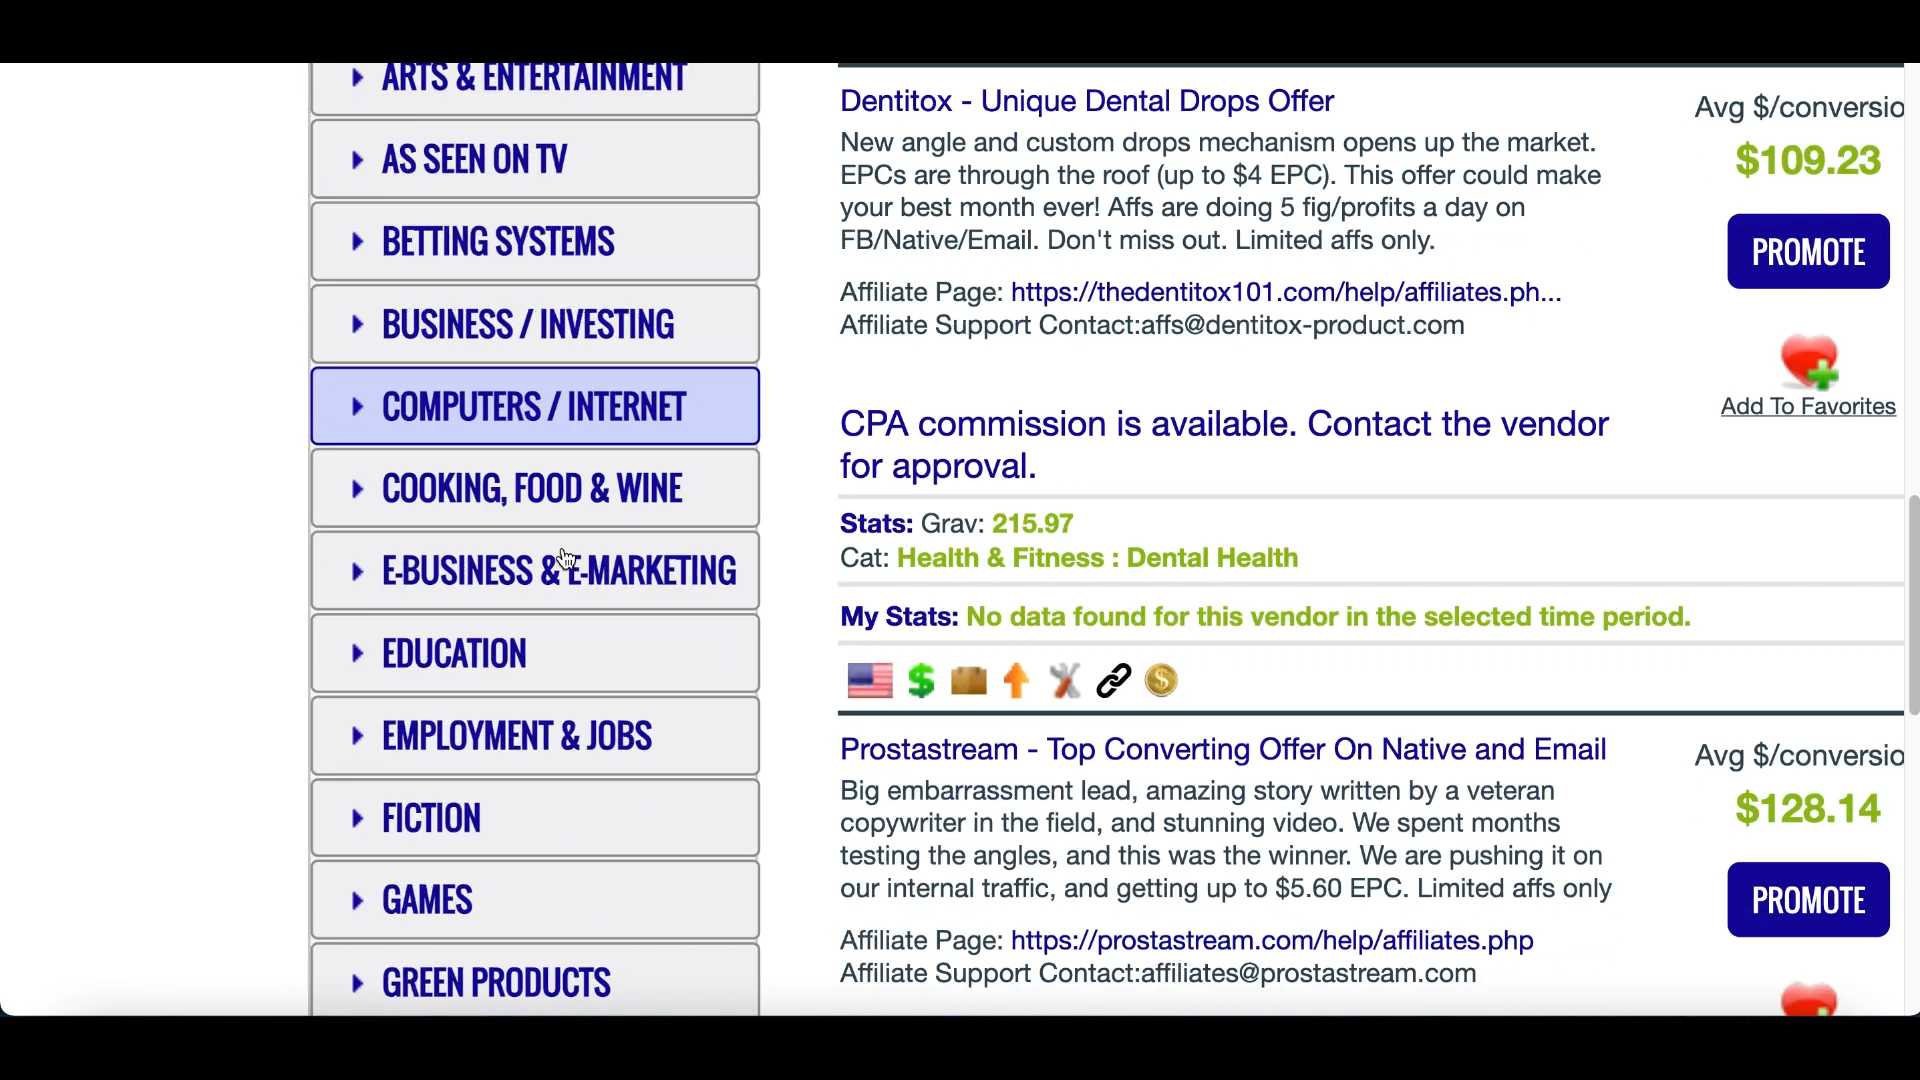 ARTS & ENTERTAINMENT
AS SEEN ON TV
BETTING SYSTEMS
BUSINESS / INVESTING
COMPUTERS / INTERNET
COOKING, FOOD & WINE
E-BUSINESS & E-MARKETING
EDUCATION
EMPLOYMENT & JOBS
FICTION
GAMES
GREEN PRODUCTS
Dentitox - Unique Dental Drops Offer
New angle and custom drops mechanism opens up the market.
EPCs are through the roof (up to $4 EPC). This offer could make
your best month ever! Affs are doing 5 fig/profits a day on
FB/Native/Email. Don't miss out. Limited affs only.
Affiliate Page: https://thedentitox101.com/help/affiliates.ph...
Affiliate Support Contact:affs@dentitox-product.com
CPA commission is available. Contact the vendor
for approval.
Stats: Grav: 215.97
Cat: Health & Fitness : Dental Health
My Stats: No data found for this vendor in the selected time period.
Avg $/conversio
$109.23
PROMOTE
Add To Favorites
Prostastream - Top Converting Offer On Native and Email
Big embarrassment lead, amazing story written by a veteran
copywriter in the field, and stunning video. We spent months
testing the angles, and this was the winner. We are pushing it on
our internal traffic, and getting up to $5.60 EPC. Limited affs only
Affiliate Page: https://prostastream.com/help/affiliates.php
Affiliate Support Contact:affiliates@prostastream.com
Avg $/conversio
$128.14
PROMOTE